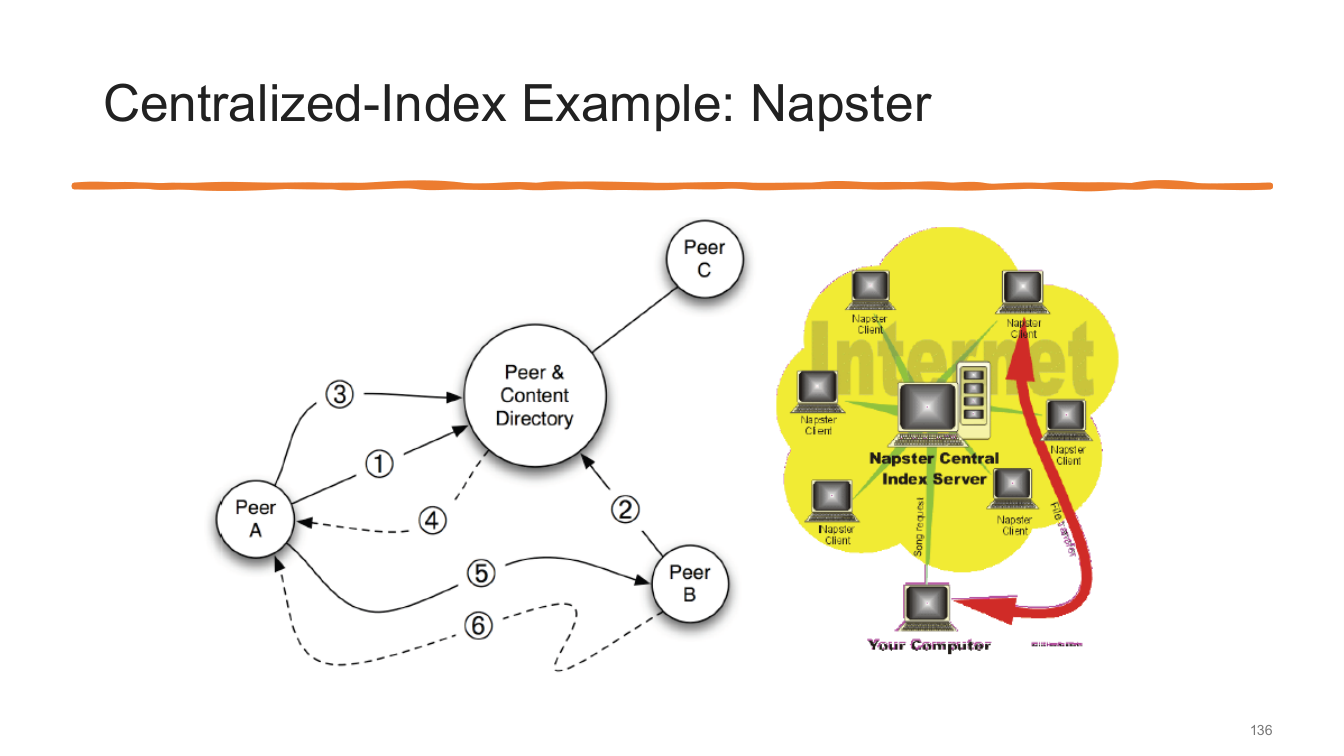 Centralized-Index Example: Napster
Peer
C
Peer &
Content
Directory
③
①
Peer
A
④
②
⑤
Peer
B
⑥
Internet
Napster
Client
Napster
Client
Napster
Client
Napster
Client
Napster Central
Index Server
Napster
Client
Napster
Client
Song request
File transfer
Your Computer
136